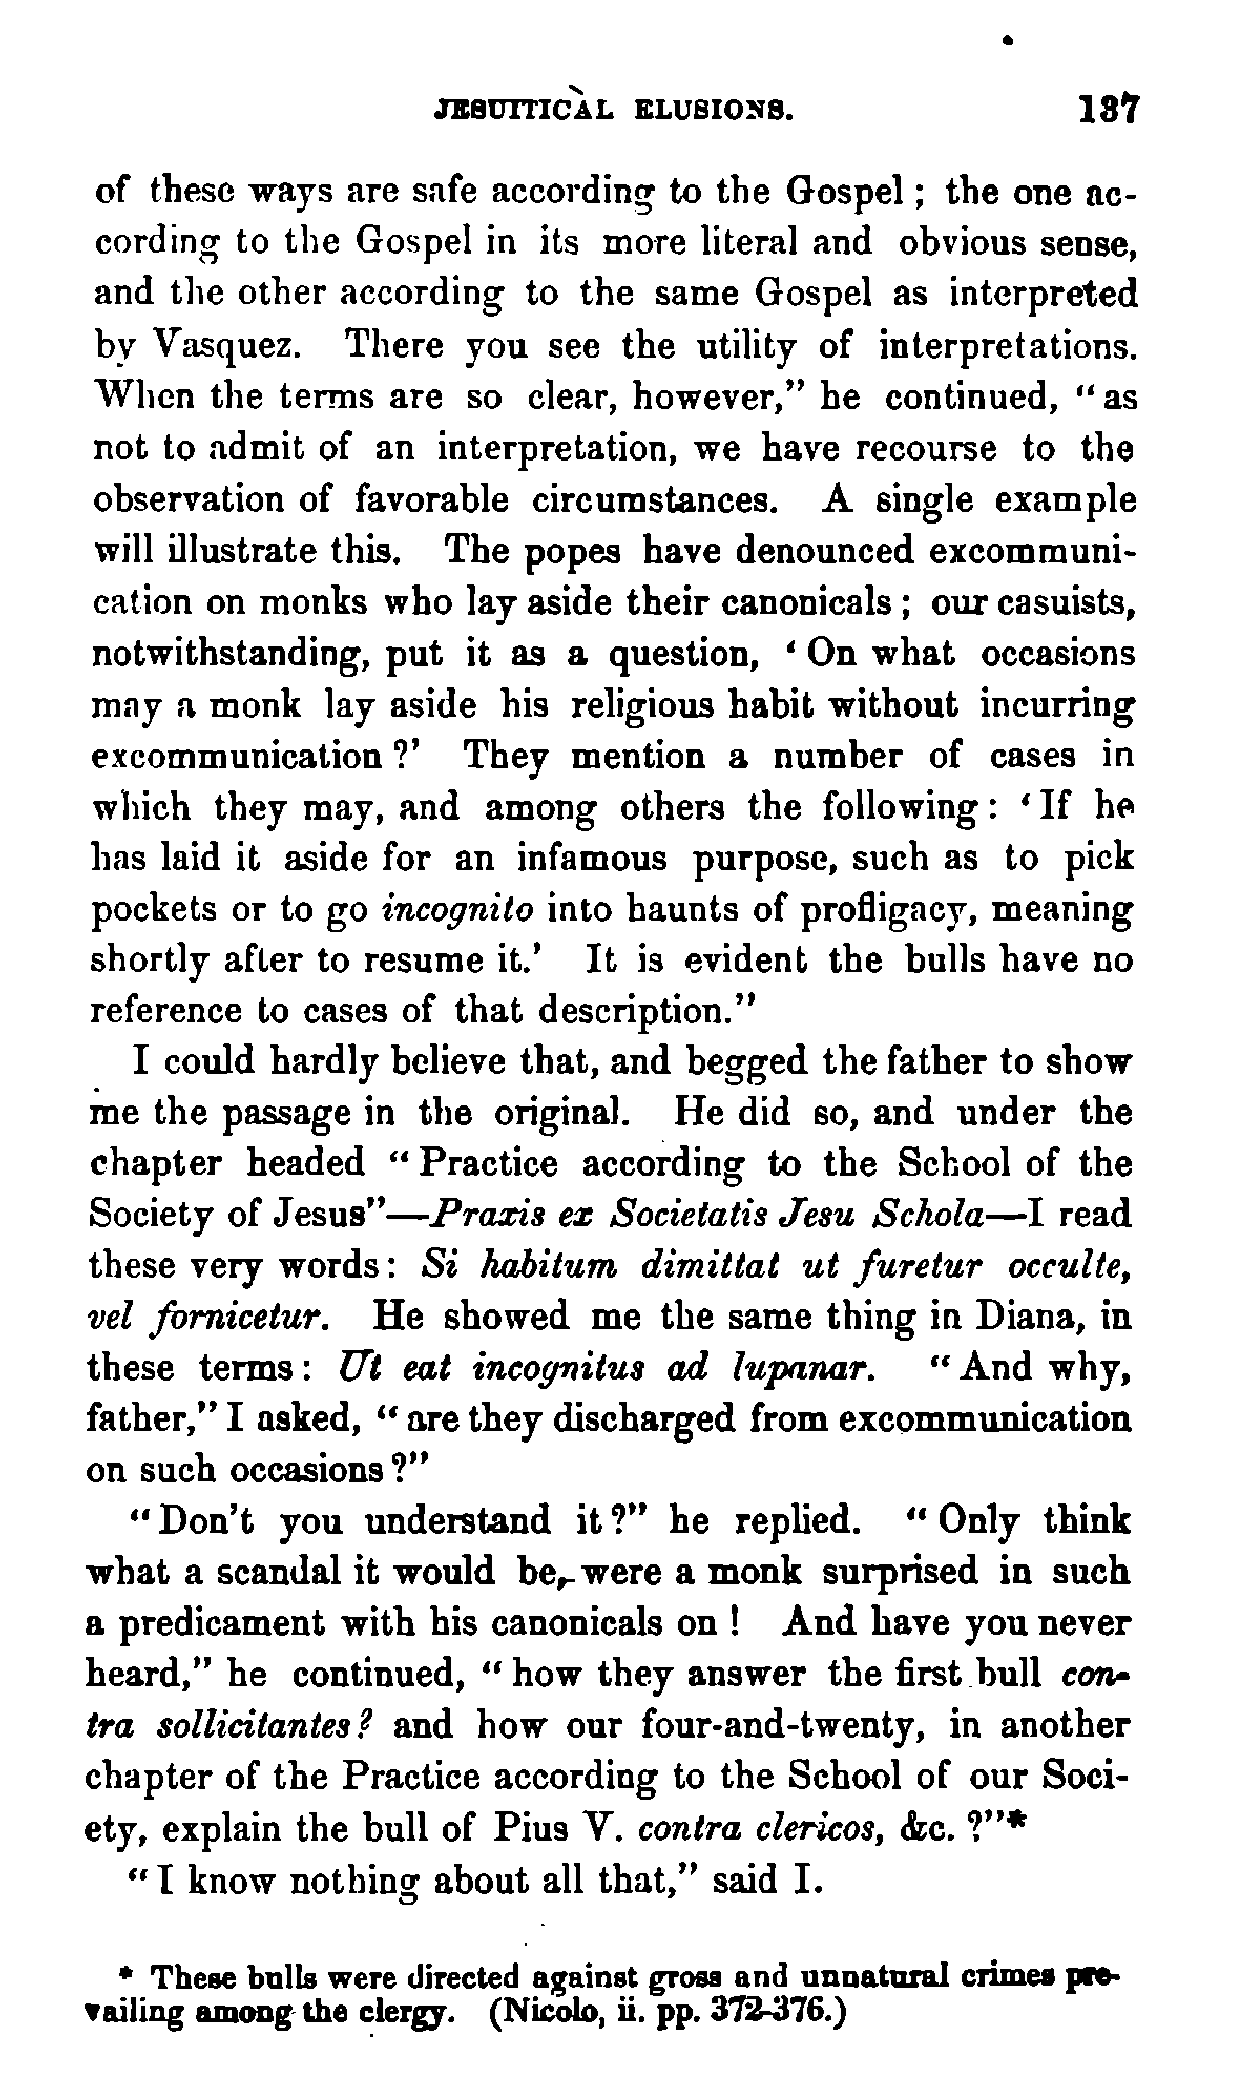 JESUITICAL ELUSIONS. 187
of these ways are safe according to the Gospel ; the one ac-
cording to the Gospel in its more literal and obvious sense,
and the other according to the same Gospel as interpreted
by Vasquez. There you see the utility of interpretations.
When the terms are so clear, however," he continued, " as
not to admit of an interpretation, we have recourse to the
observation of favorable circumstances. A single example
will illustrate this. The popes have denounced excommuni-
cation on monks who lay aside their canonicals ; our casuists,
notwithstanding, put it as a question, ' On what occasions
may a monk lay aside his religious habit without incurring
excommunication ?' They mention a number of cases in
which they may, and among others the following : ' If he
has laid it aside for an infamous purpose, such as to pick
pockets or to go incognito into haunts of profligacy, meaning
shortly after to resume it.' It is evident the bulls have no
reference to cases of that description."
I could hardly believe that, and begged the father to show
me the passage in the original. He did so, and under the
chapter headed " Practice according to the School of the
Society of Jesus"—Praxis ex Societatis Jesu Schola—I read
these very words : Si habitum dimittat ut furetur occulte,
vel fornicetur. He showed me the same thing in Diana, in
these terms : Ut eat incognitus ad lupanar. " And why,
father," I asked, " are they discharged from excommunication
on such occasions ?"
" Don't you understand it ?" he replied. " Only think
what a scandal it would be, were a monk surprised in such
a predicament with his canonicals on ! And have you never
heard," he continued, " how they answer the first bull con-
tra sollicitantes ? and how our four-and-twenty, in another
chapter of the Practice according to the School of our Soci-
ety, explain the bull of Pius V. contra clericos, &c. ?"*
" I know nothing about all that," said I.
* These bulls were directed against gross and unnatural crimes pre-
vailing among the clergy. (Nicolo, ii. pp. 372-376.)